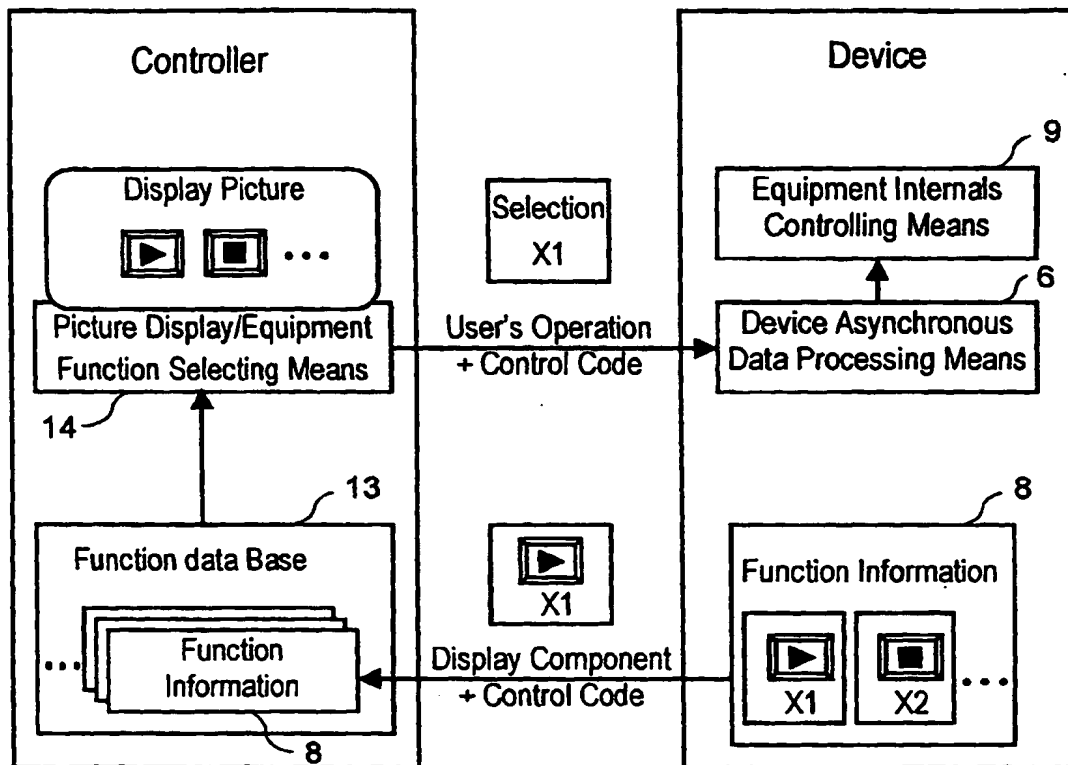 Controller
Display Picture
...
Picture Display/Equipment
Function Selecting Means
14
13
Function data Base
...
Function
Information
8
Selection
X1
User's Operation
+ Control Code
X1
Display Component
+ Control Code
Device
9
Equipment Internals
Controlling Means
6
Device Asynchronous
Data Processing Means
8
Function Information
X1
X2
...